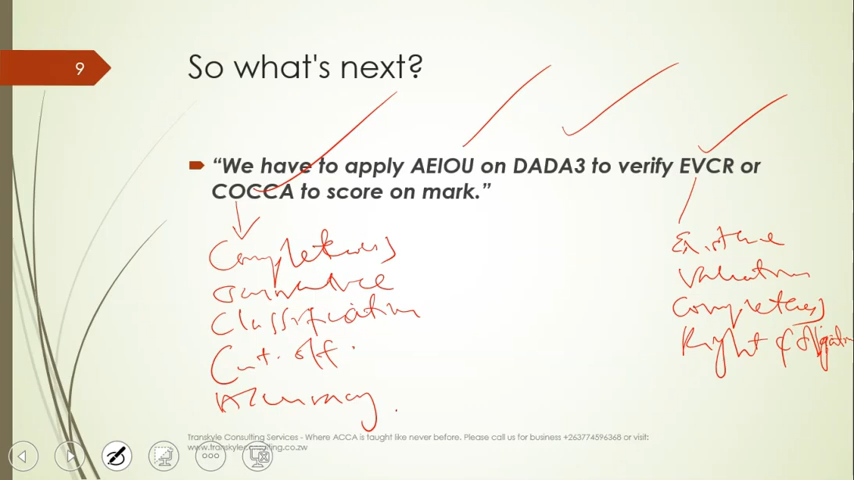 9
So what's next?
“We have to apply AEIOU on DADA3 to verify EVCR or
COCCA to score on mark.”
Completeness
Occurrence
Classification
Cut-off.
Accuracy.
Existence
Valuation
Completeness
Right & Obligation
Transkyle Consulting Services - Where ACCA is taught like never before. Please call us for business +263774596368 or visit:
www.transkyleconsulting.co.zw